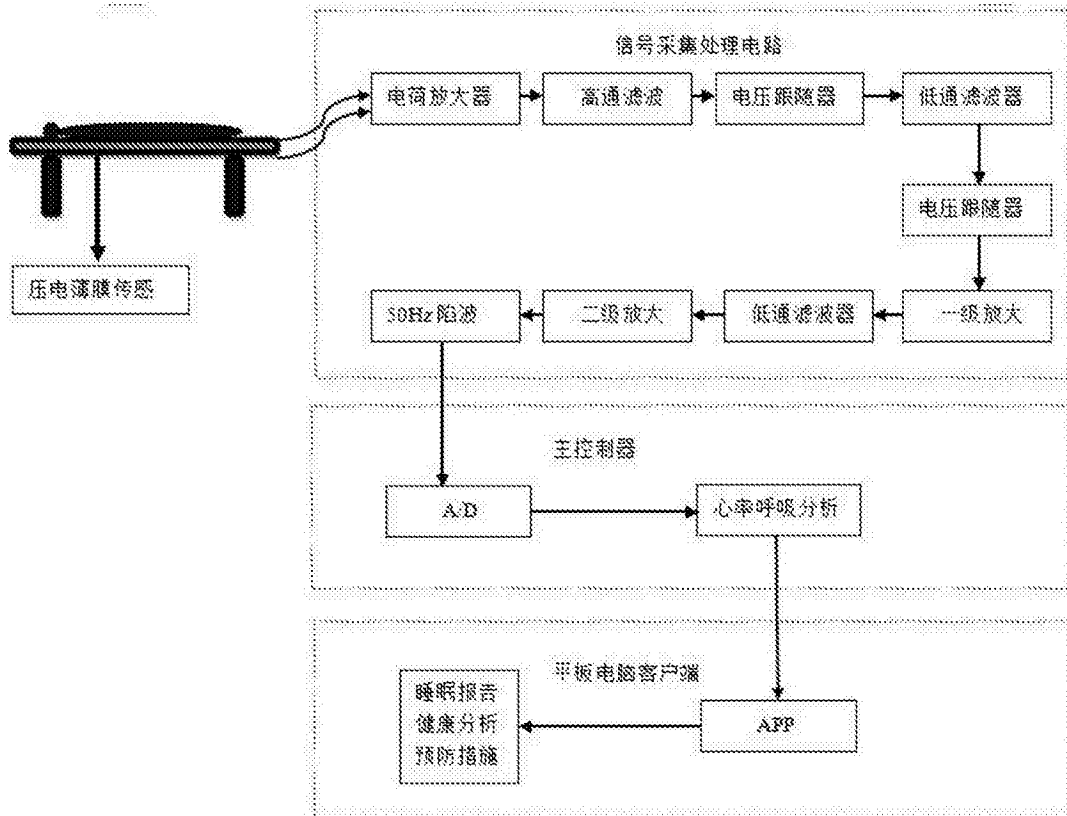 信号采集处理电路
电荷放大器
高通滤波
电压跟随器
低通滤波器
电压跟随器
压电薄膜传感
50Hz陷波
二级放大
低通滤波器
一级放大
主控制器
A/D
心率呼吸分析
平板电脑客户端
睡眠报告
健康分析
预防措施
APP